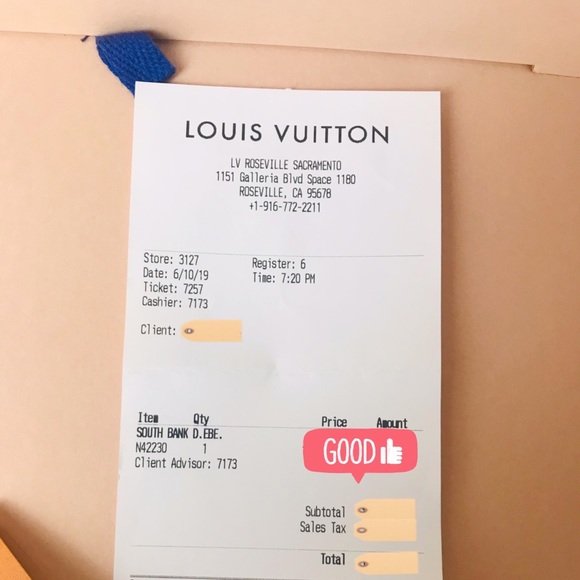 LOUIS VUITTON
LV ROSEVILLE SACRAMENTO
1151 Galleria Blvd Space 1180
ROSEVILLE, CA 95678
+1-916-772-2211
Store: 3127 Register: 6
Date: 6/10/19 Time: 7:20 PM
Ticket: 7257
Cashier: 7173
Client:
Item Qty Price Amount
SOUTH BANK D.EBE.
N42230 1
GOOD
Client Advisor: 7173
Subtotal
Sales Tax
Total